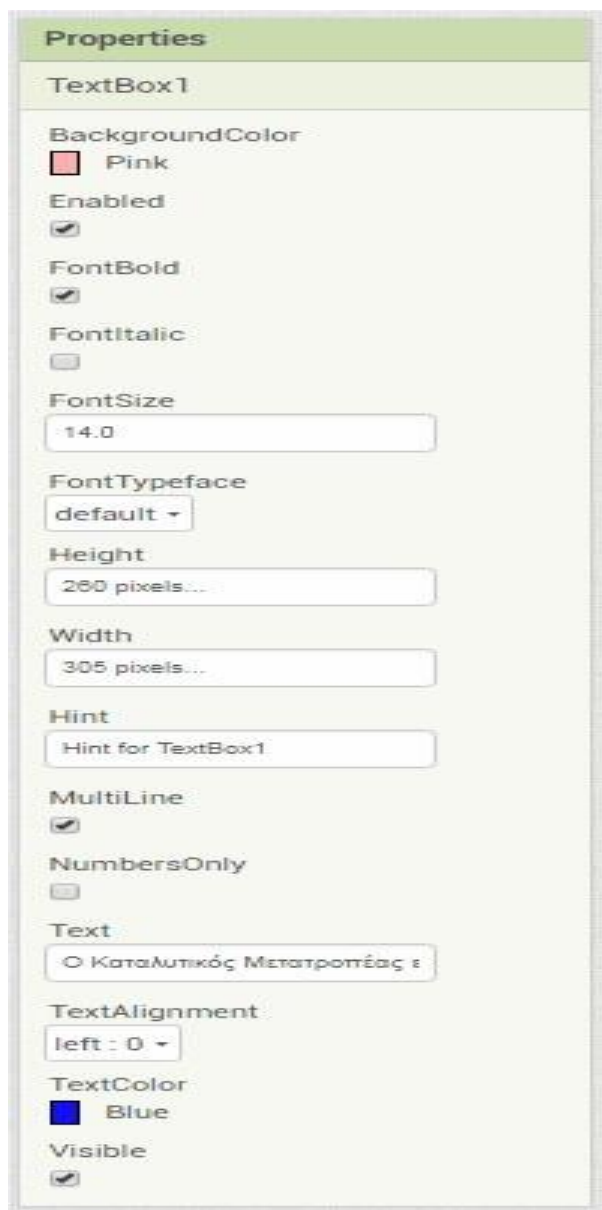 Properties
TextBox1
BackgroundColor
Pink
Enabled
FontBold
FontItalic
FontSize
14.0
FontTypeface
default
Height
260 pixels...
Width
305 pixels...
Hint
Hint for TextBox1
MultiLine
NumbersOnly
Text
Ο Καταλυτικός Μετατροπέας ε
TextAlignment
left : 0
TextColor
Blue
Visible